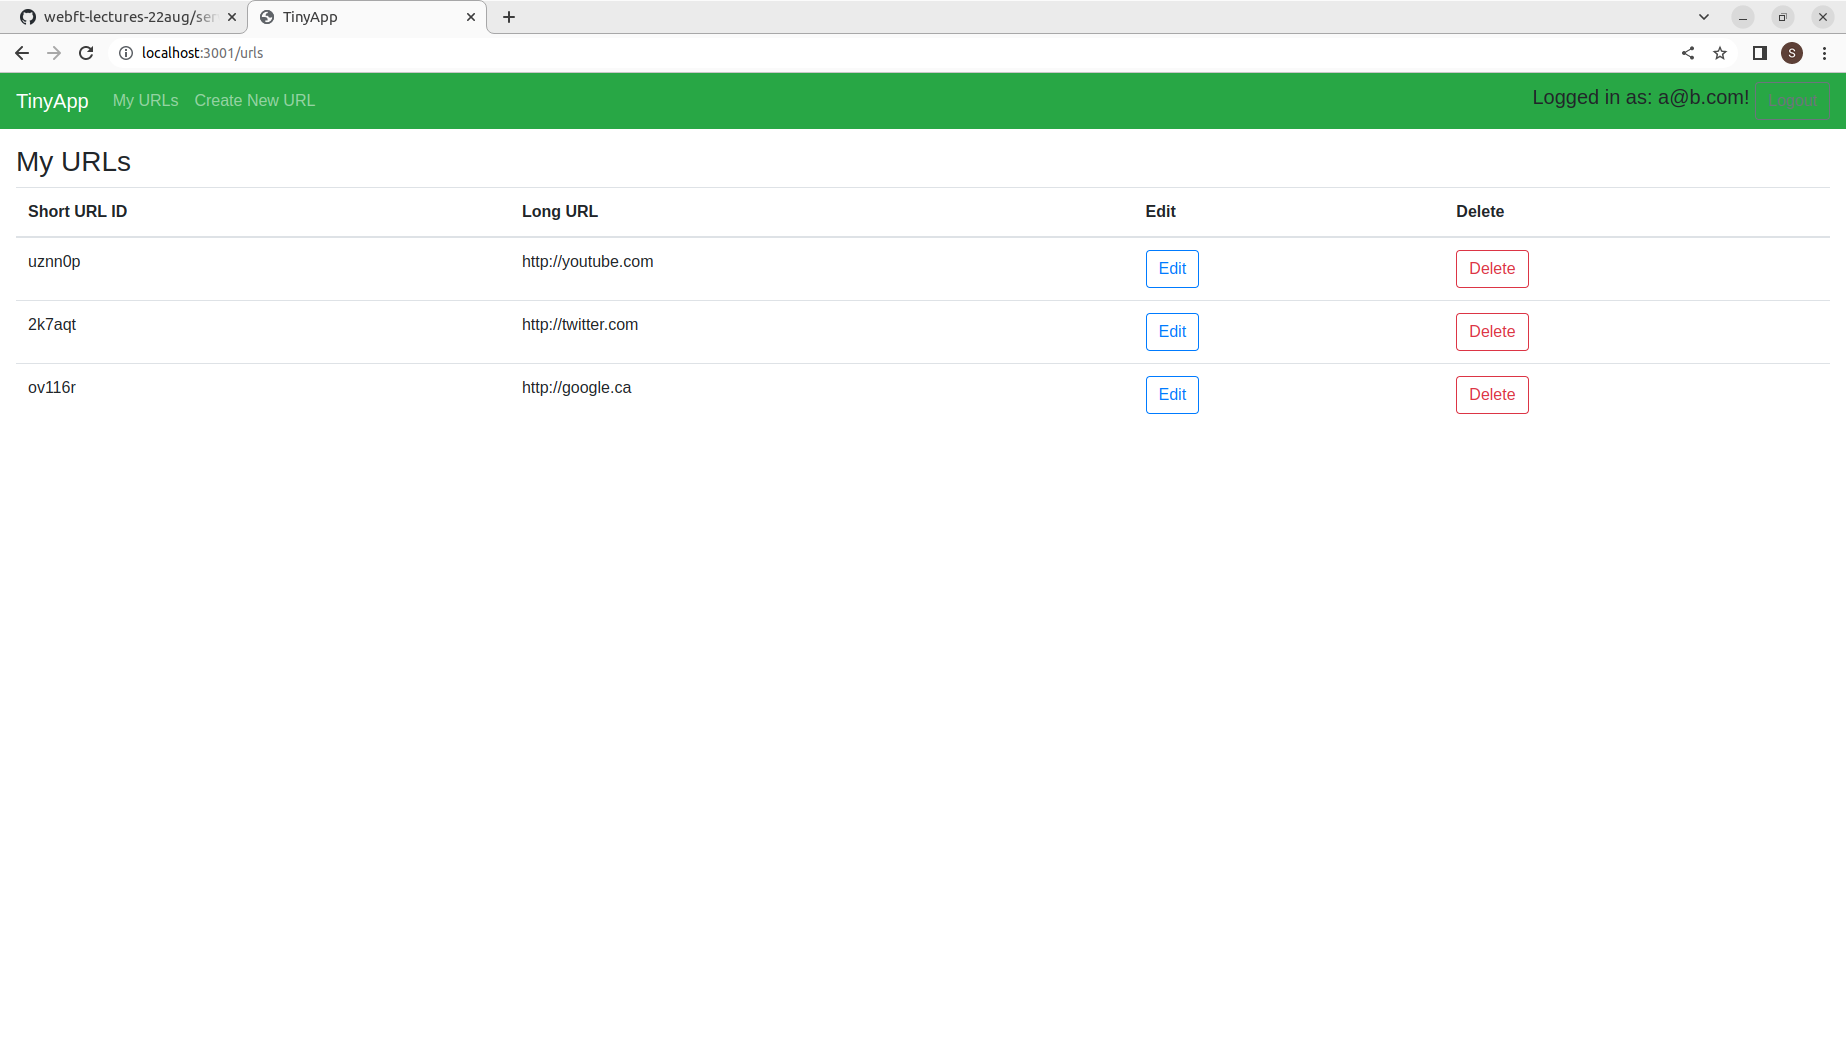 webft-lectures-22aug/ser
TinyApp
localhost:3001/urls
S
TinyApp My URLs Create New URL Logged in as: a@b.com! Logout
My URLs
Short URL ID Long URL Edit Delete
uznn0p http://youtube.com Edit Delete
2k7aqt http://twitter.com Edit Delete
ov116r http://google.ca Edit Delete